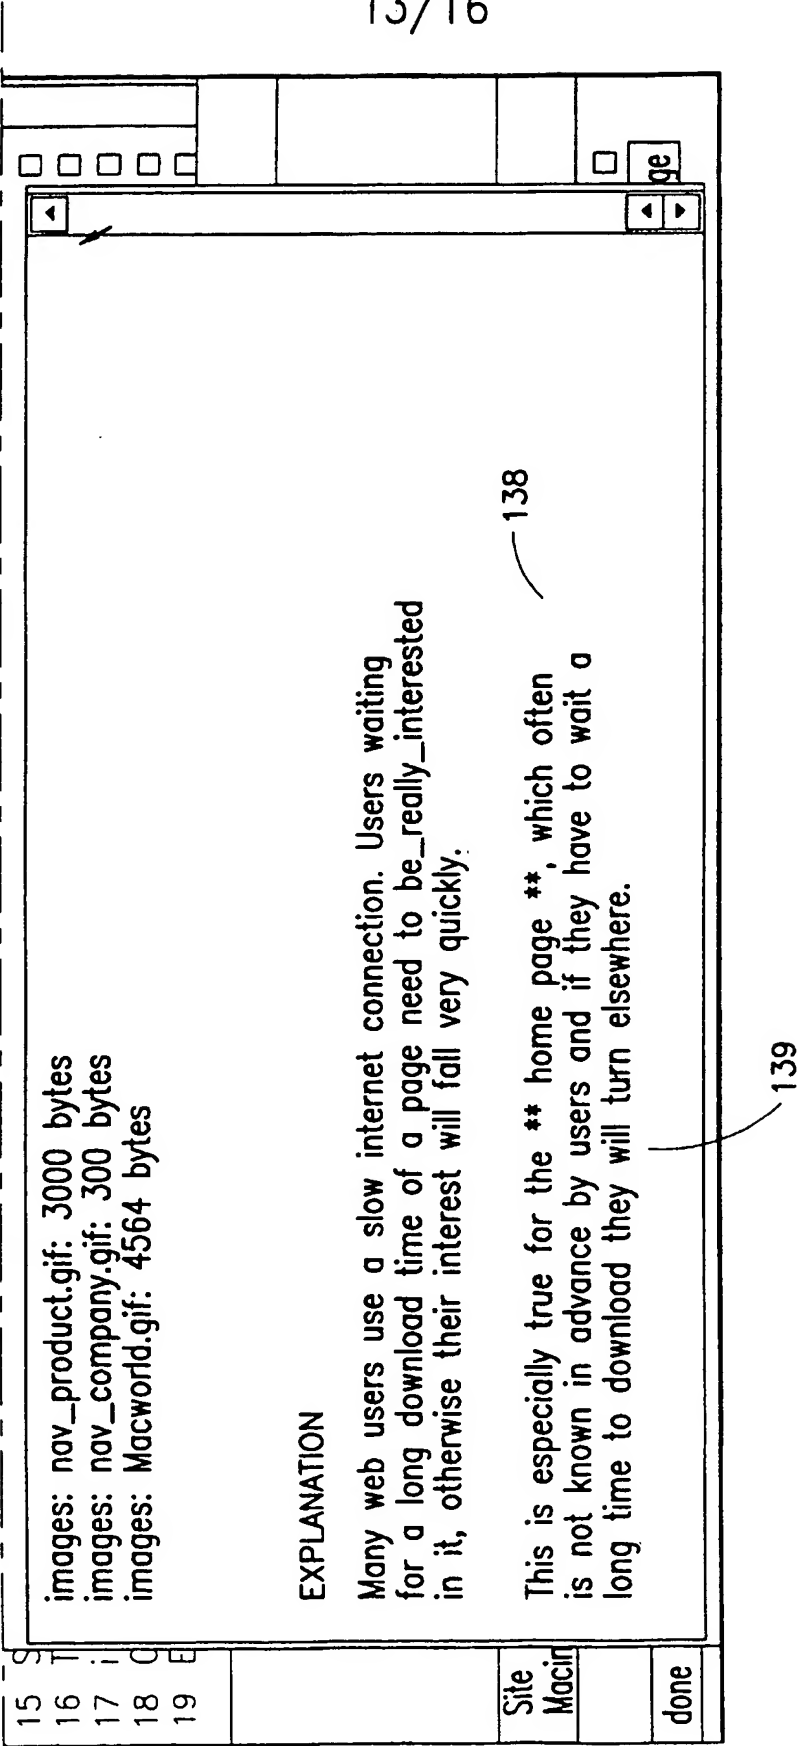 13/16
images: nav_product.gif: 3000 bytes
images: nav_company.gif: 300 bytes
images: Macworld.gif: 4564 bytes
EXPLANATION
Many web users use a slow internet connection. Users waiting
for a long download time of a page need to be_really_interested
in it, otherwise their interest will fall very quickly.
This is especially true for the ** home page **, which often
is not known in advance by users and if they have to wait a
long time to download they will turn elsewhere.
138
139
15 S
16 T
17 i
18
19 E
Site
Macin
done
ge